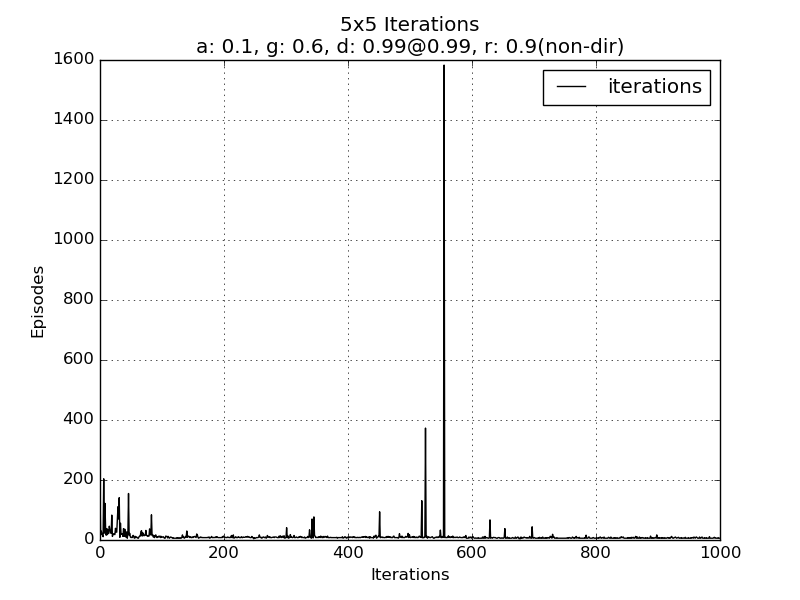 5x5 Iterations
a: 0.1, g: 0.6, d: 0.99@0.99, r: 0.9(non-dir)
iterations
1600
1400
1200
1000
800
600
400
200
0
Episodes
0 200 400 600 800 1000
Iterations